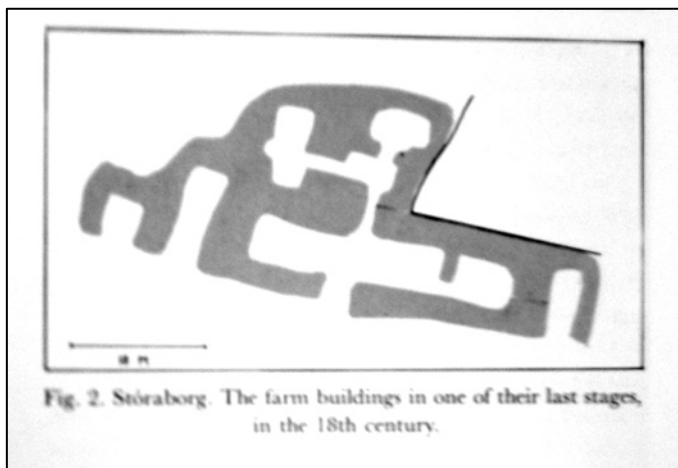 M
Fig. 2. Stóraborg. The farm buildings in one of their last stages,
in the 18th century.